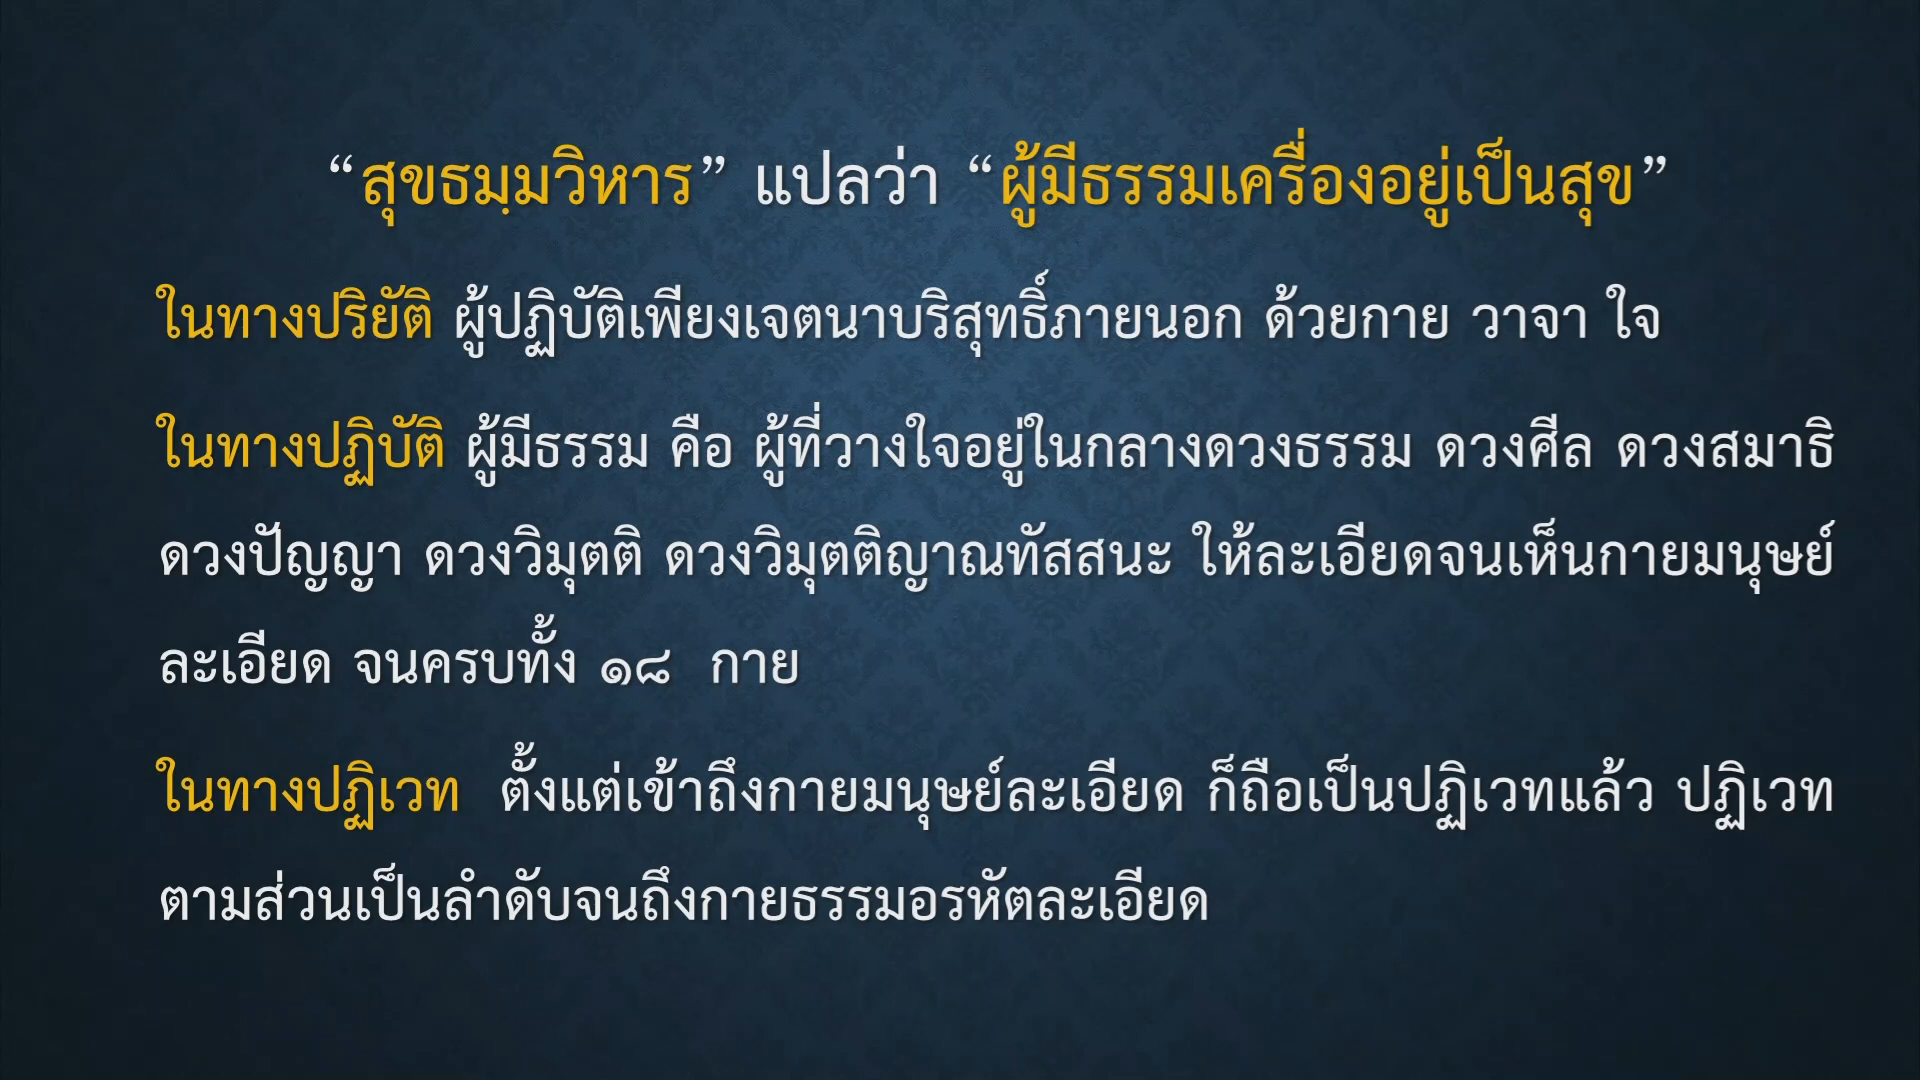 “สุขธมฺมวิหาร” แปลว่า “ผู้มีธรรมเครื่องอยู่เป็นสุข”
ในทางปริยัติ ผู้ปฏิบัติเพียงเจตนาบริสุทธิ์ภายนอก ด้วยกาย วาจา ใจ
ในทางปฏิบัติ ผู้มีธรรม คือ ผู้ที่วางใจอยู่ในกลางดวงธรรม ดวงศีล ดวงสมาธิ
ดวงปัญญา ดวงวิมุตติ ดวงวิมุตติญาณทัสสนะ ให้ละเอียดจนเห็นกายมนุษย์
ละเอียด จนครบทั้ง ๑๘ กาย
ในทางปฏิเวท ตั้งแต่เข้าถึงกายมนุษย์ละเอียด ก็ถือเป็นปฏิเวทแล้ว ปฏิเวท
ตามส่วนเป็นลำดับจนถึงกายธรรมอรหัตละเอียด